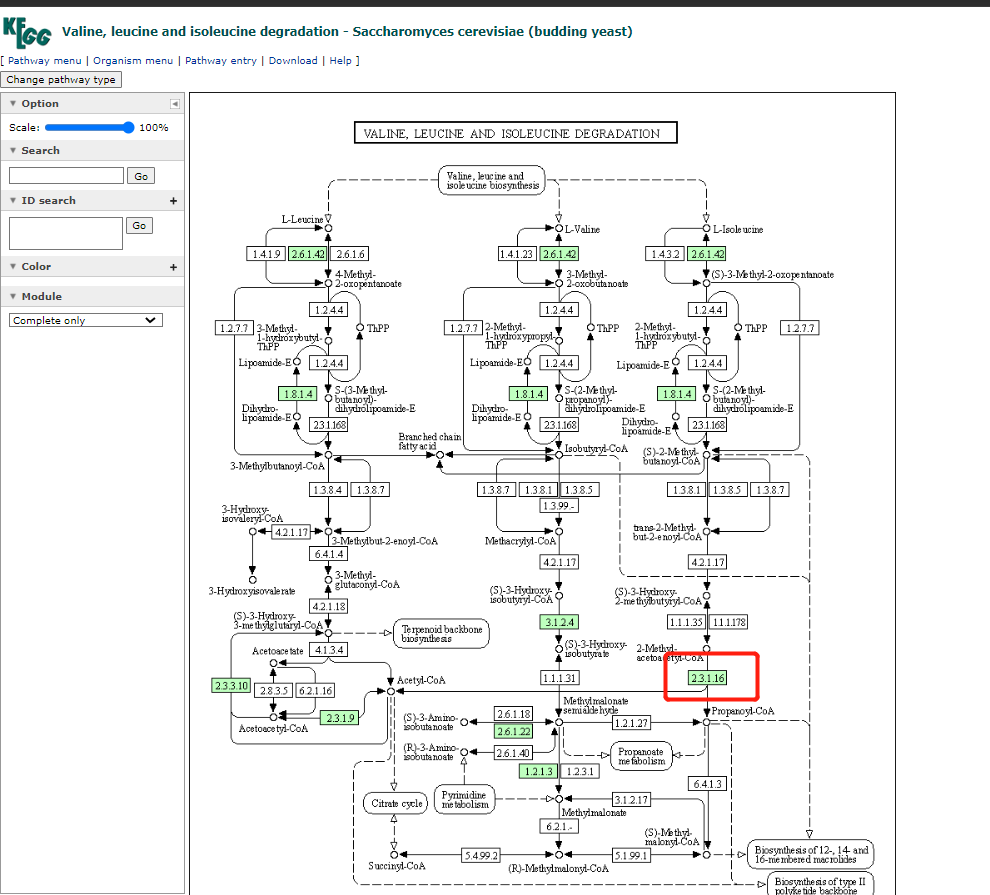 KEGG
Valine, leucine and isoleucine degradation - Saccharomyces cerevisiae (budding yeast)
[ Pathway menu | Organism menu | Pathway entry | Download | Help ]
Change pathway type
▼ Option
Scale: 100%
▼ Search
Go
▼ ID search +
Go
▼ Color +
▼ Module
Complete only
VALINE, LEUCINE AND ISOLEUCINE DEGRADATION
Valine, leucine and
isoleucine biosynthesis
L-Leucine
L-Valine
L-Isoleucine
1.4.1.9 2.6.1.42 2.6.1.6
1.4.1.23 2.6.1.42
1.4.3.2 2.6.1.42
4-Methyl-
2-oxopentanoate
3-Methyl-
2-oxobutanoate
(S)-3-Methyl-2-oxopentanoate
1.2.4.4
1.2.4.4
1.2.4.4
1.2.7.7
3-Methyl-
1-hydroxybutyl-
ThPP
ThPP
1.2.7.7
2-Methyl-
1-hydroxypropyl-
ThPP
ThPP
2-Methyl-
1-hydroxybutyl-
ThPP
ThPP
1.2.7.7
Lipoamide-E
1.2.4.4
Lipoamide-E
1.2.4.4
Lipoamide-E
1.2.4.4
1.8.1.4
S-(3-Methyl-
butanoyl)-
dihydrolipoamide-E
1.8.1.4
S-(2-Methyl-
propanoyl)-
dihydrolipoamide-E
1.8.1.4
S-(2-Methyl-
butanoyl)-
dihydrolipoamide-E
Dihydro-
lipoamide-E
2.3.1.168
Dihydro-
lipoamide-E
2.3.1.168
Dihydro-
lipoamide-E
2.3.1.168
Branched chain
fatty acid
3-Methylbutanoyl-CoA
Isobutyryl-CoA
(S)-2-Methyl-
butanoyl-CoA
1.3.8.4 1.3.8.7
1.3.8.7 1.3.8.1 1.3.8.5
1.3.99.-
1.3.8.1 1.3.8.5 1.3.8.7
3-Hydroxy-
isovaleryl-CoA
4.2.1.17
3-Methylbut-2-enoyl-CoA
Methacrylyl-CoA
trans-2-Methyl-
but-2-enoyl-CoA
6.4.1.4
4.2.1.17
4.2.1.17
3-Hydroxyisovalerate
3-Methyl-
glutaconyl-CoA
(S)-3-Hydroxy-
isobutyryl-CoA
(S)-3-Hydroxy-
2-methylbutyryl-CoA
4.2.1.18
(S)-3-Hydroxy-
3-methylglutaryl-CoA
Terpenoid backbone
biosynthesis
3.1.2.4
1.1.1.35 1.1.1.178
Acetoacetate
4.1.3.4
(S)-3-Hydroxy-
isobutyrate
2-Methyl-
acetoacetyl-CoA
2.3.3.10 2.8.3.5 6.2.1.16
Acetyl-CoA
1.1.1.31
2.3.1.16
Acetoacetyl-CoA
2.3.1.9
Methylmalonate
semialdehyde
Propanoyl-CoA
(S)-3-Amino-
isobutanoate
2.6.1.18
2.6.1.22
1.2.1.27
(R)-3-Amino-
isobutanoate
2.6.1.40
Propanoate
metabolism
1.2.1.3 1.2.3.1
6.4.1.3
Citrate cycle
Pyrimidine
metabolism
3.1.2.17
Methylmalonate
6.2.1.-
(S)-Methyl-
malonyl-CoA
Succinyl-CoA
5.4.99.2
(R)-Methylmalonyl-CoA
5.1.99.1
Biosynthesis of 12-, 14- and
16-membered macrolides
Biosynthesis of type II
polyketide backbone